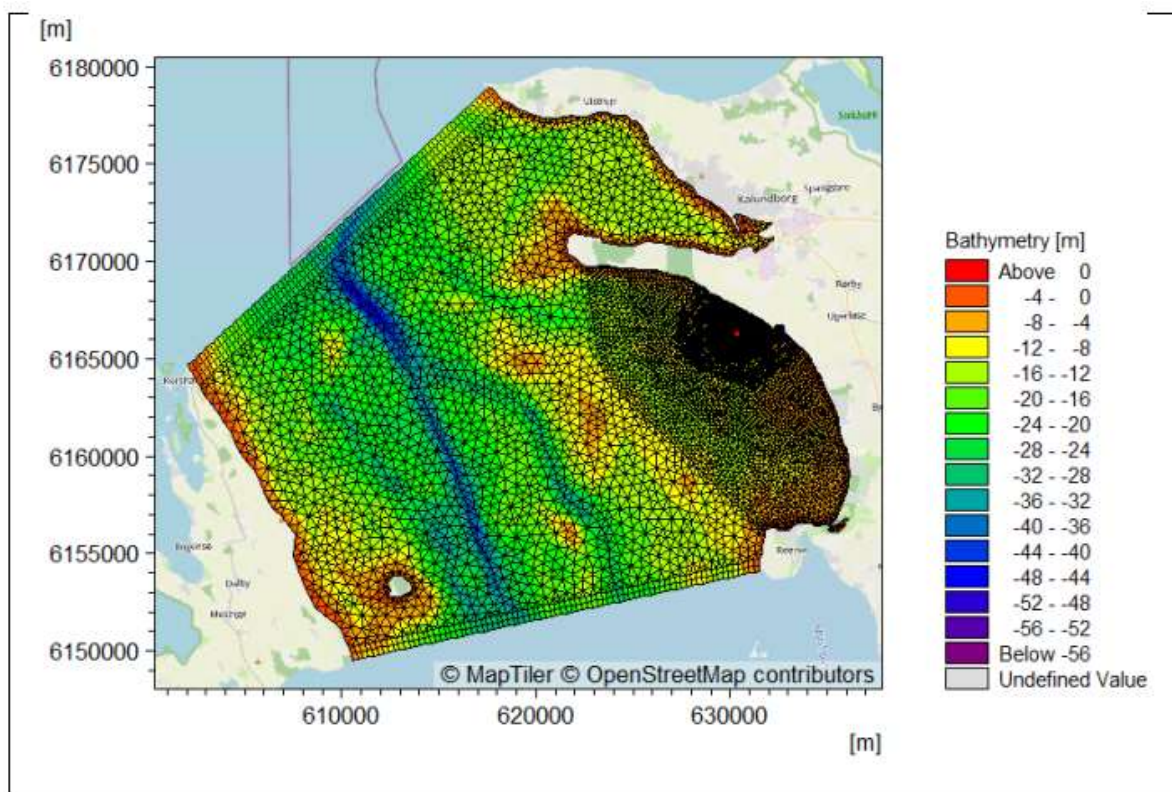 [m]
6180000
6175000
6170000
6165000
6160000
6155000
6150000
610000
620000
630000
[m]
Kalundborg
Rørby
Dalby
© MapTiler © OpenStreetMap contributors
Bathymetry [m]
Above 0
-4 - 0
-8 - -4
-12 - -8
-16 - -12
-20 - -16
-24 - -20
-28 - -24
-32 - -28
-36 - -32
-40 - -36
-44 - -40
-48 - -44
-52 - -48
-56 - -52
Below -56
Undefined Value